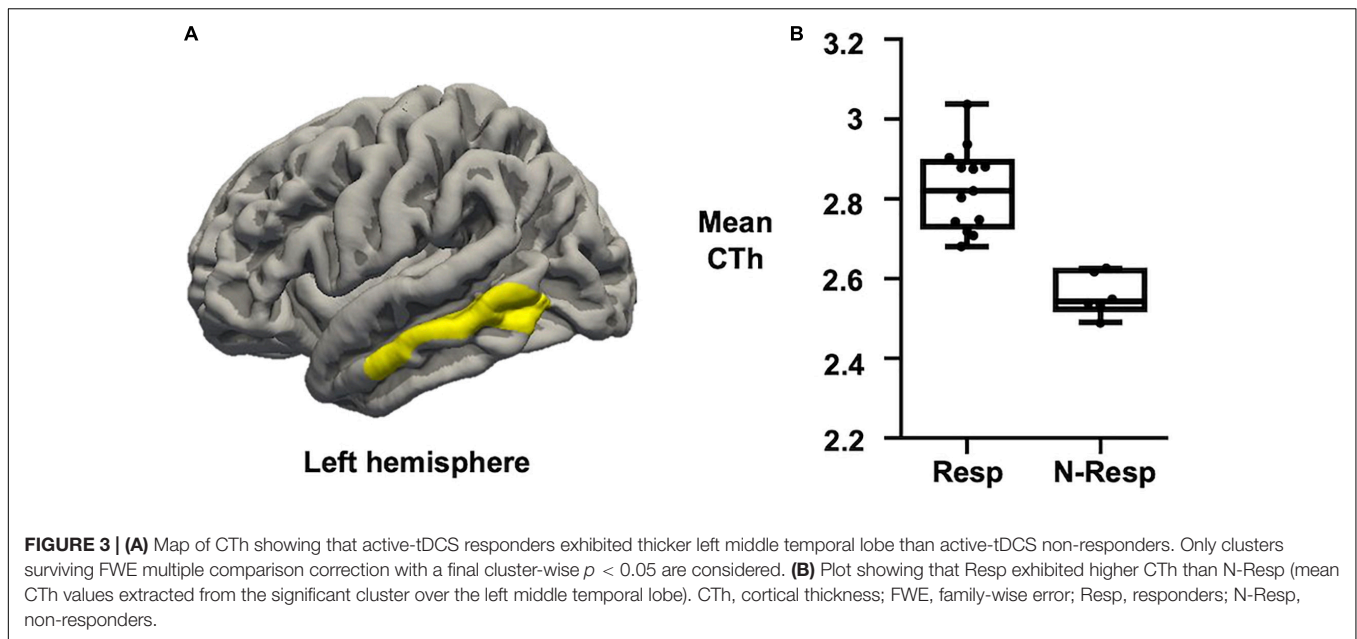 A
Left hemisphere
B
Mean
CTh
3.2
3
2.8
2.6
2.4
2.2
Resp N-Resp
FIGURE 3 | (A) Map of CTh showing that active-tDCS responders exhibited thicker left middle temporal lobe than active-tDCS non-responders. Only clusters
surviving FWE multiple comparison correction with a final cluster-wise p < 0.05 are considered. (B) Plot showing that Resp exhibited higher CTh than N-Resp (mean
CTh values extracted from the significant cluster over the left middle temporal lobe). CTh, cortical thickness; FWE, family-wise error; Resp, responders; N-Resp,
non-responders.